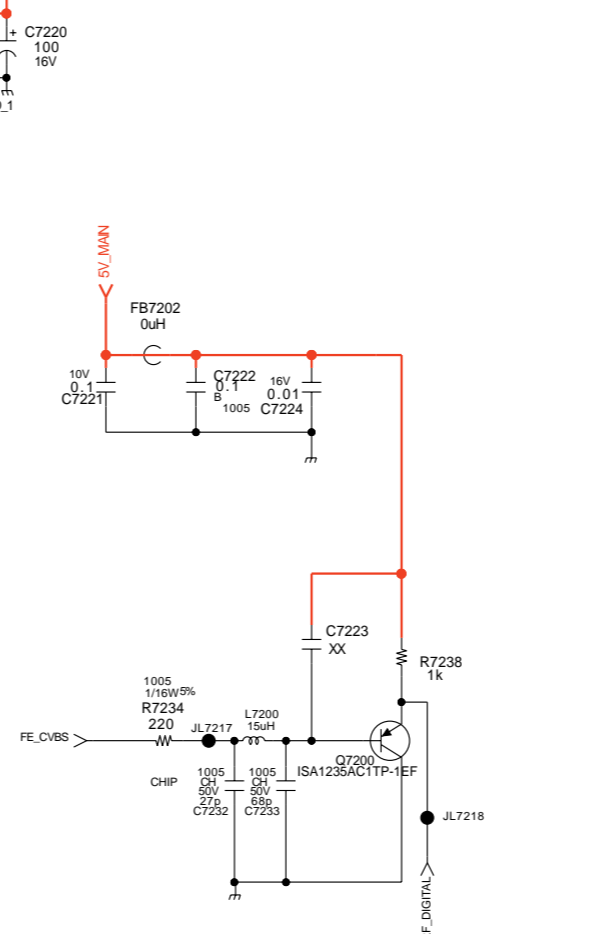 + C7220
100
16V
_1
5V_MAIN
FB7202
0uH
10V
0.1
C7221
C7222
0.1
B
1005
16V
0.01
C7224
C7223
XX
R7238
1k
1005
1/16W5%
R7234
220
JL7217
L7200
15uH
FE_CVBS
Q7200
ISA1235AC1TP-1EF
CHIP
1005
CH
50V
27p
C7232
1005
CH
50V
68p
C7233
JL7218
F_DIGITAL